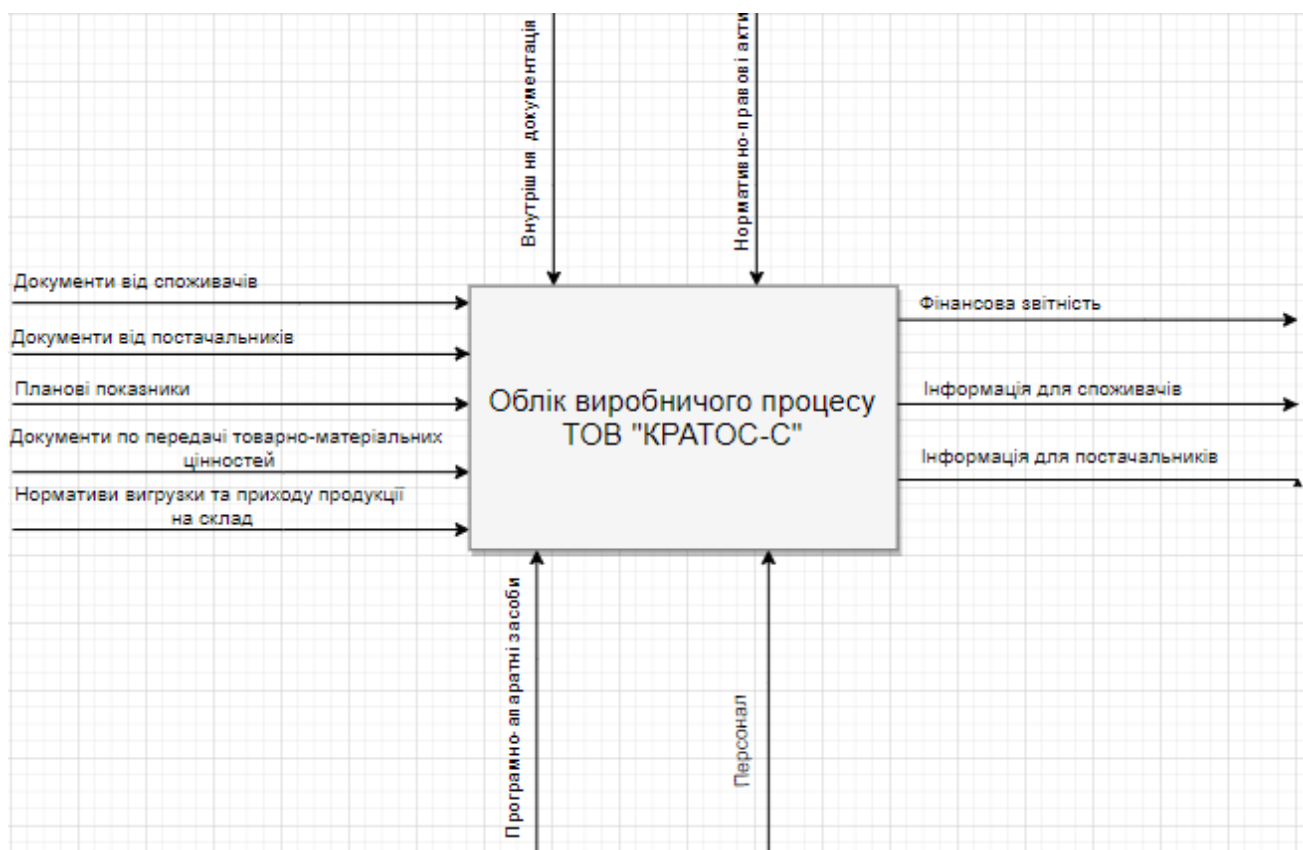 Внутрішня документація
Нормативно-правові акти
Документи від споживачів
Документи від постачальників
Планові показники
Документи по передачі товарно-матеріальних
цінностей
Нормативи вигрузки та приходу продукції
на склад
Облік виробничого процесу
ТОВ "КРАТОС-С"
Фінансова звітність
Інформація для споживачів
Інформація для постачальників
Програмно-апаратні засоби
Персонал